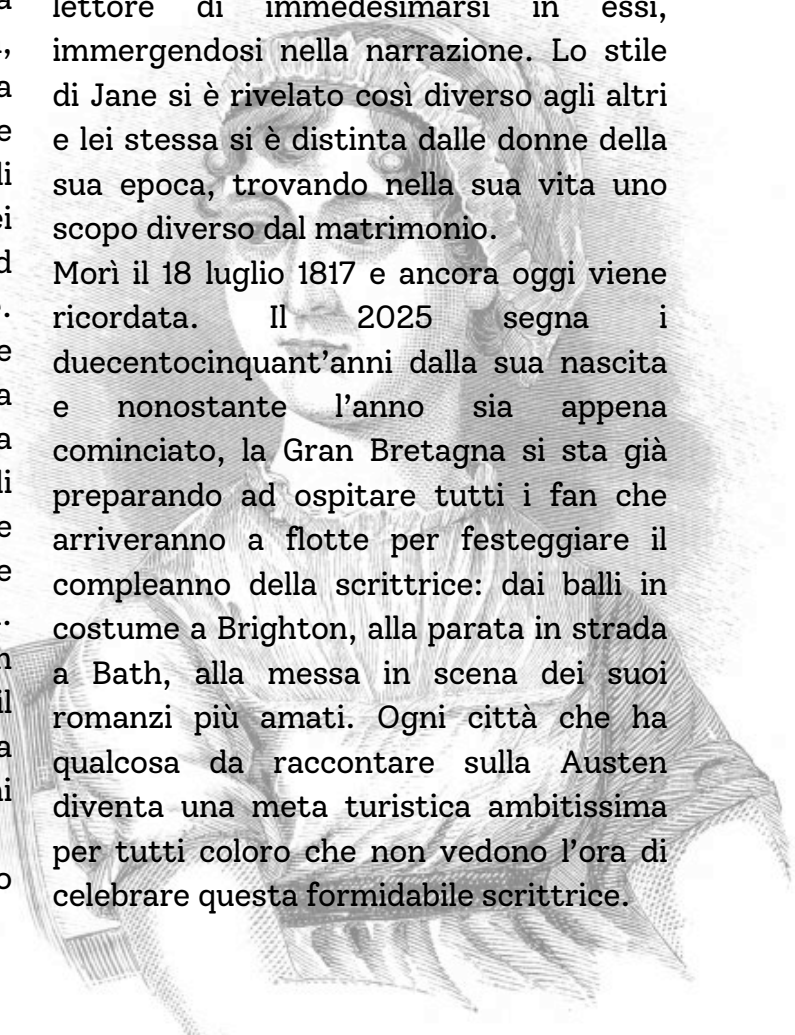 lettore di immedesimarsi in essi,
immergendosi nella narrazione. Lo stile
di Jane si è rivelato così diverso agli altri
e lei stessa si è distinta dalle donne della
sua epoca, trovando nella sua vita uno
scopo diverso dal matrimonio.
Morì il 18 luglio 1817 e ancora oggi viene
ricordata. Il 2025 segna i
duecentocinquant’anni dalla sua nascita
e nonostante l’anno sia appena
cominciato, la Gran Bretagna si sta già
preparando ad ospitare tutti i fan che
arriveranno a flotte per festeggiare il
compleanno della scrittrice: dai balli in
costume a Brighton, alla parata in strada
a Bath, alla messa in scena dei suoi
romanzi più amati. Ogni città che ha
qualcosa da raccontare sulla Austen
diventa una meta turistica ambitissima
per tutti coloro che non vedono l’ora di
celebrare questa formidabile scrittrice.